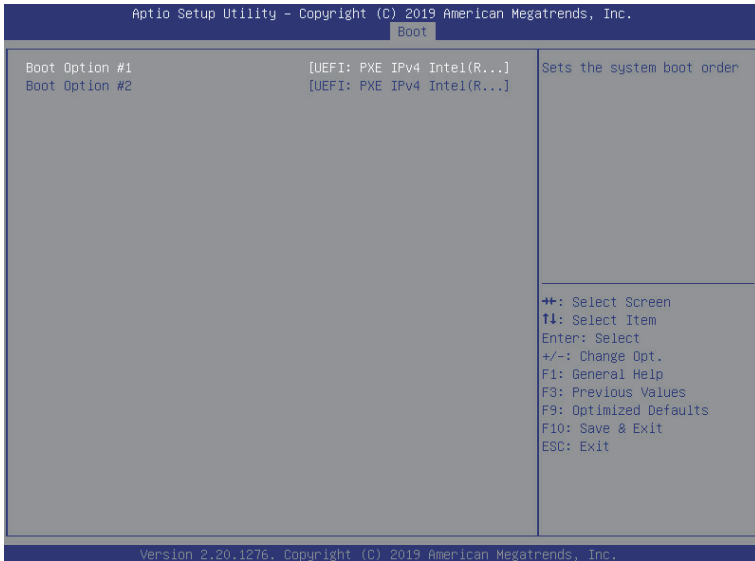 Aptio Setup Utility – Copyright (C) 2019 American Megatrends, Inc.
Boot
Boot Option #1 [UEFI: PXE IPv4 Intel(R...]
Boot Option #2 [UEFI: PXE IPv4 Intel(R...]
Sets the system boot order
→←: Select Screen
↑↓: Select Item
Enter: Select
+/-: Change Opt.
F1: General Help
F3: Previous Values
F9: Optimized Defaults
F10: Save & Exit
ESC: Exit
Version 2.20.1276. Copyright (C) 2019 American Megatrends, Inc.